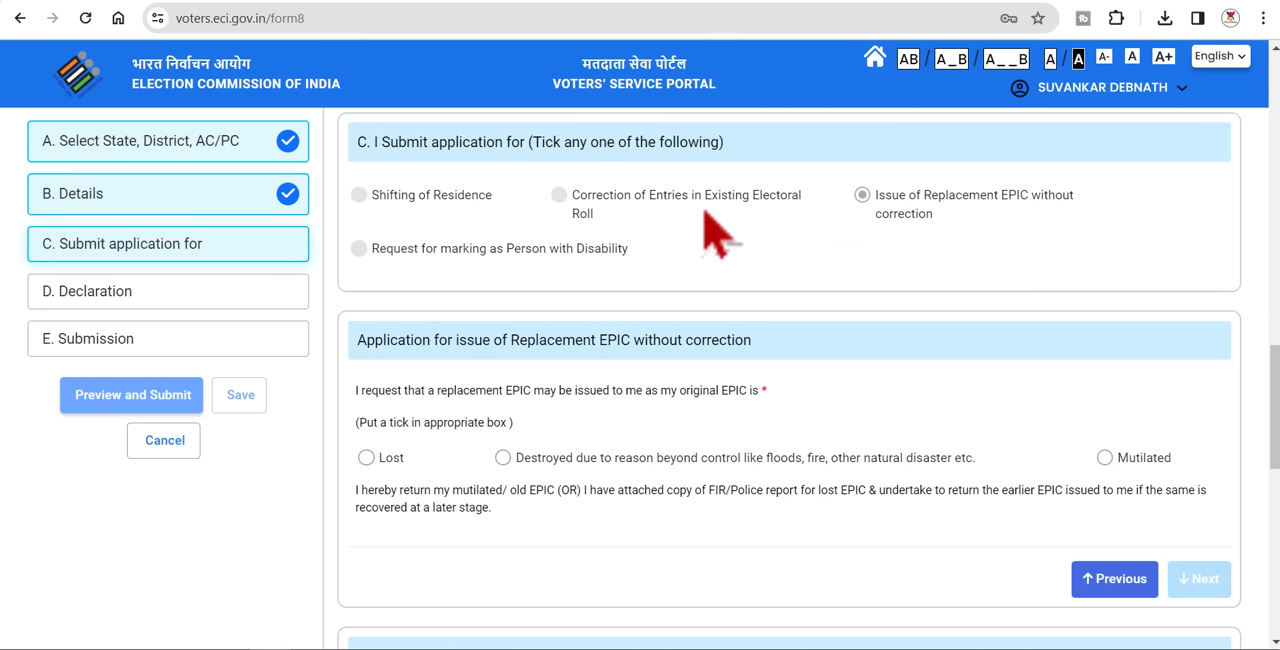 voters.eci.gov.in/form8
भारत निर्वाचन आयोग
ELECTION COMMISSION OF INDIA
मतदाता सेवा पोर्टल
VOTERS' SERVICE PORTAL
AB / A_B / A__B A / A A- A A+ English
SUVANKAR DEBNATH
A. Select State, District, AC/PC
B. Details
C. Submit application for
D. Declaration
E. Submission
Preview and Submit Save
Cancel
C. I Submit application for (Tick any one of the following)
Shifting of Residence
Correction of Entries in Existing Electoral
Roll
Issue of Replacement EPIC without
correction
Request for marking as Person with Disability
Application for issue of Replacement EPIC without correction
I request that a replacement EPIC may be issued to me as my original EPIC is *
(Put a tick in appropriate box )
Lost Destroyed due to reason beyond control like floods, fire, other natural disaster etc. Mutilated
I hereby return my mutilated/ old EPIC (OR) I have attached copy of FIR/Police report for lost EPIC & undertake to return the earlier EPIC issued to me if the same is
recovered at a later stage.
↑ Previous ↓ Next